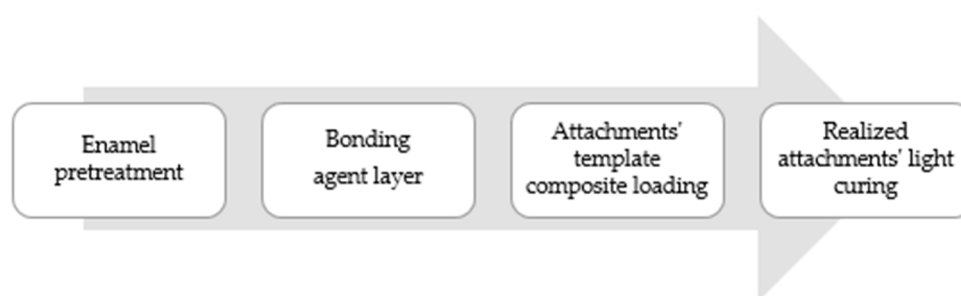 Enamel
pretreatment
Bonding
agent layer
Attachments’
template
composite loading
Realized
attachments’ light
curing